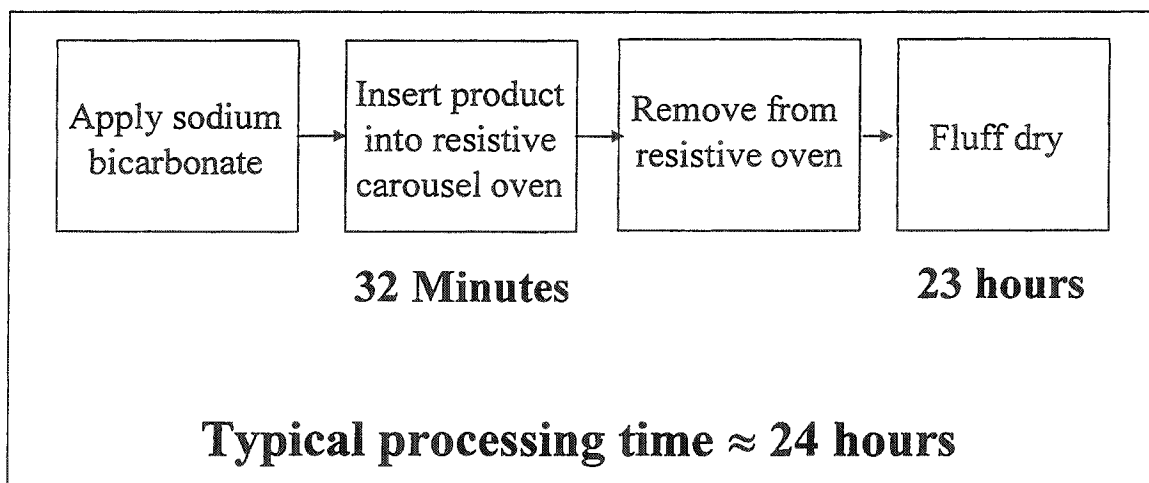 Apply sodium
bicarbonate
Insert product
into resistive
carousel oven
Remove from
resistive oven
Fluff dry
32 Minutes
23 hours
Typical processing time ≈ 24 hours